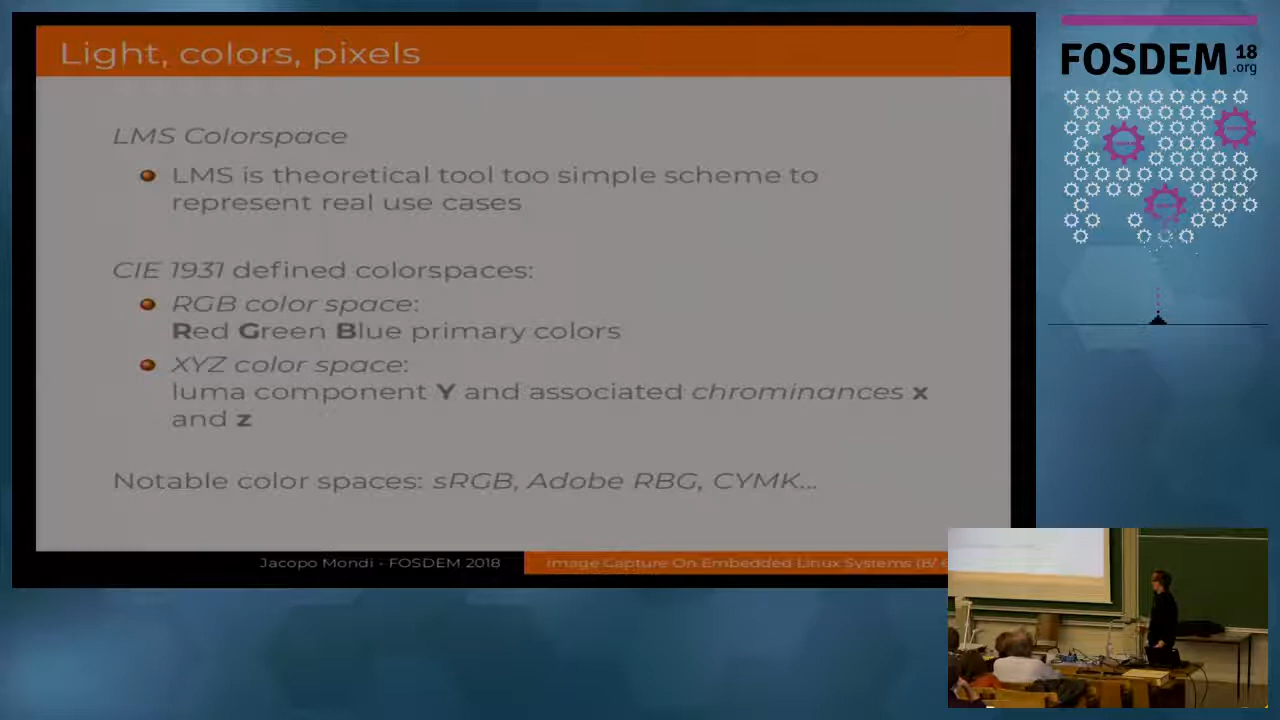 Light, colors, pixels
LMS Colorspace
LMS is theoretical tool too simple scheme to
represent real use cases
CIE 1931 defined colorspaces:
RGB color space:
Red Green Blue primary colors
XYZ color space:
luma component Y and associated chrominances x
and z
Notable color spaces: sRGB, Adobe RBG, CYMK...
Jacopo Mondi - FOSDEM 2018
Image Capture On Embedded Linux Systems (8/
FOSDEM 18
.org